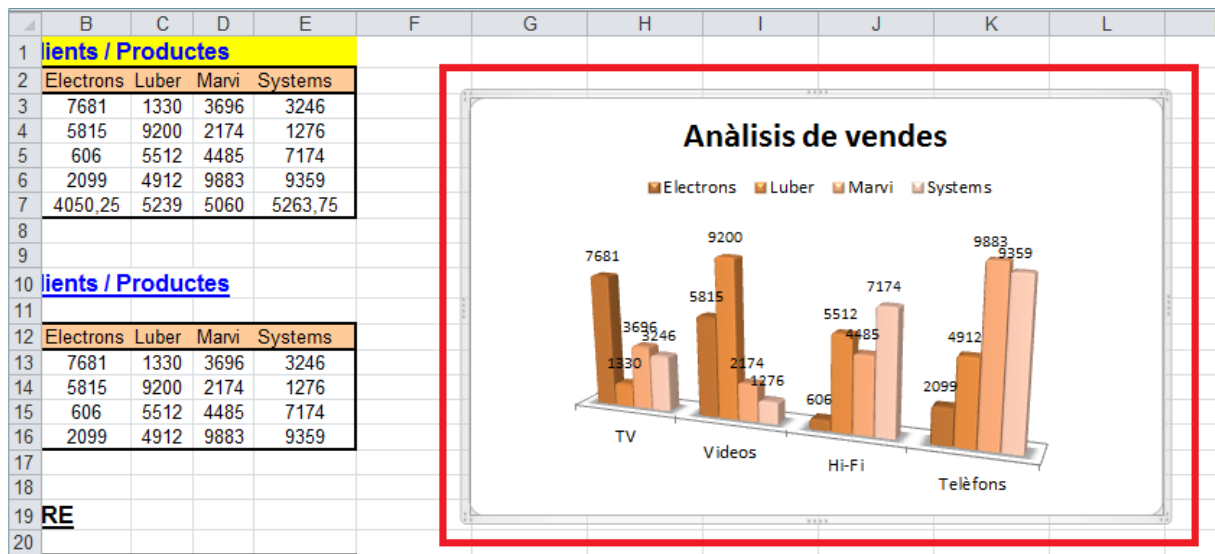 B C D E F G H I J K L
1 lients / Productes
2 Electrons Luber Marvi Systems
3 7681 1330 3696 3246
4 5815 9200 2174 1276
5 606 5512 4485 7174
6 2099 4912 9883 9359
7 4050,25 5239 5060 5263,75
8
9
10 lients / Productes
11
12 Electrons Luber Marvi Systems
13 7681 1330 3696 3246
14 5815 9200 2174 1276
15 606 5512 4485 7174
16 2099 4912 9883 9359
17
18
19 RE
20
Anàlisis de vendes
Electrons Luber Marvi Systems
7681 1330 3696 3246
5815 9200 2174 1276
606 5512 4485 7174
2099 4912 9883 9359
TV
Videos
Hi-Fi
Telèfons